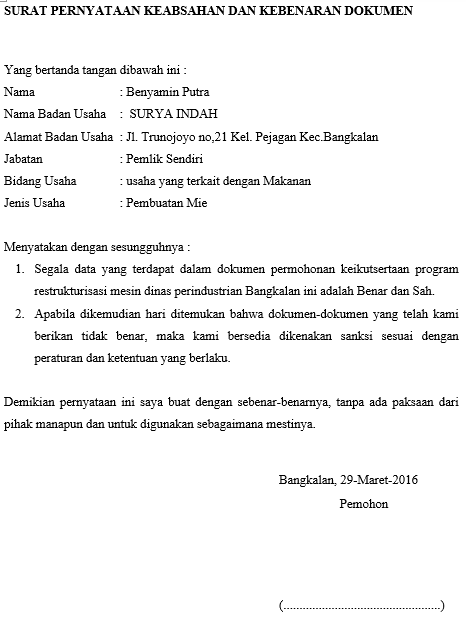 SURAT PERNYATAAN KEABSAHAN DAN KEBENARAN DOKUMEN
Yang bertanda tangan dibawah ini :
Nama : Benyamin Putra
Nama Badan Usaha : SURYA INDAH
Alamat Badan Usaha : Jl. Trunojoyo no,21 Kel. Pejagan Kec.Bangkalan
Jabatan : Pemlik Sendiri
Bidang Usaha : usaha yang terkait dengan Makanan
Jenis Usaha : Pembuatan Mie
Menyatakan dengan sesungguhnya :
1. Segala data yang terdapat dalam dokumen permohonan keikutsertaan program
restrukturisasi mesin dinas perindustrian Bangkalan ini adalah Benar dan Sah.
2. Apabila dikemudian hari ditemukan bahwa dokumen-dokumen yang telah kami
berikan tidak benar, maka kami bersedia dikenakan sanksi sesuai dengan
peraturan dan ketentuan yang berlaku.
Demikian pernyataan ini saya buat dengan sebenar-benarnya, tanpa ada paksaan dari
pihak manapun dan untuk digunakan sebagaimana mestinya.
Bangkalan, 29-Maret-2016
Pemohon
(.................................................)